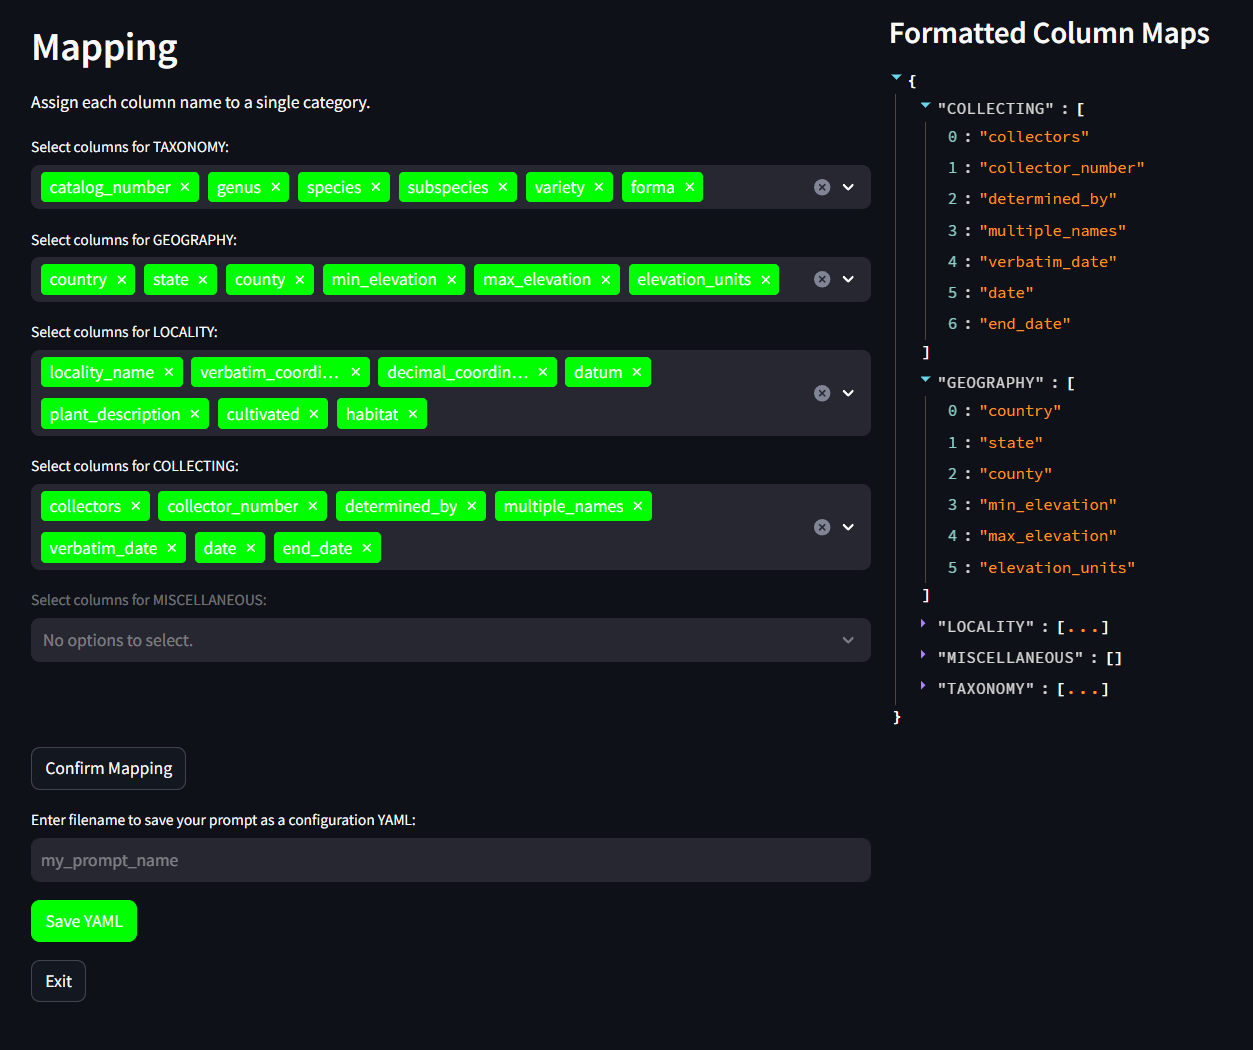 Mapping
Assign each column name to a single category.
Select columns for TAXONOMY:
catalog_number × genus × species × subspecies × variety × forma ×
Select columns for GEOGRAPHY:
country × state × county × min_elevation × max_elevation × elevation_units ×
Select columns for LOCALITY:
locality_name × verbatim_coordi... × decimal_coordin... × datum ×
plant_description × cultivated × habitat ×
Select columns for COLLECTING:
collectors × collector_number × determined_by × multiple_names ×
verbatim_date × date × end_date ×
Select columns for MISCELLANEOUS:
No options to select.
Confirm Mapping
Enter filename to save your prompt as a configuration YAML:
my_prompt_name
Save YAML
Exit
Formatted Column Maps
{
"COLLECTING" : [
0 : "collectors"
1 : "collector_number"
2 : "determined_by"
3 : "multiple_names"
4 : "verbatim_date"
5 : "date"
6 : "end_date"
]
"GEOGRAPHY" : [
0 : "country"
1 : "state"
2 : "county"
3 : "min_elevation"
4 : "max_elevation"
5 : "elevation_units"
]
"LOCALITY" : [...]
"MISCELLANEOUS" : []
"TAXONOMY" : [...]
}